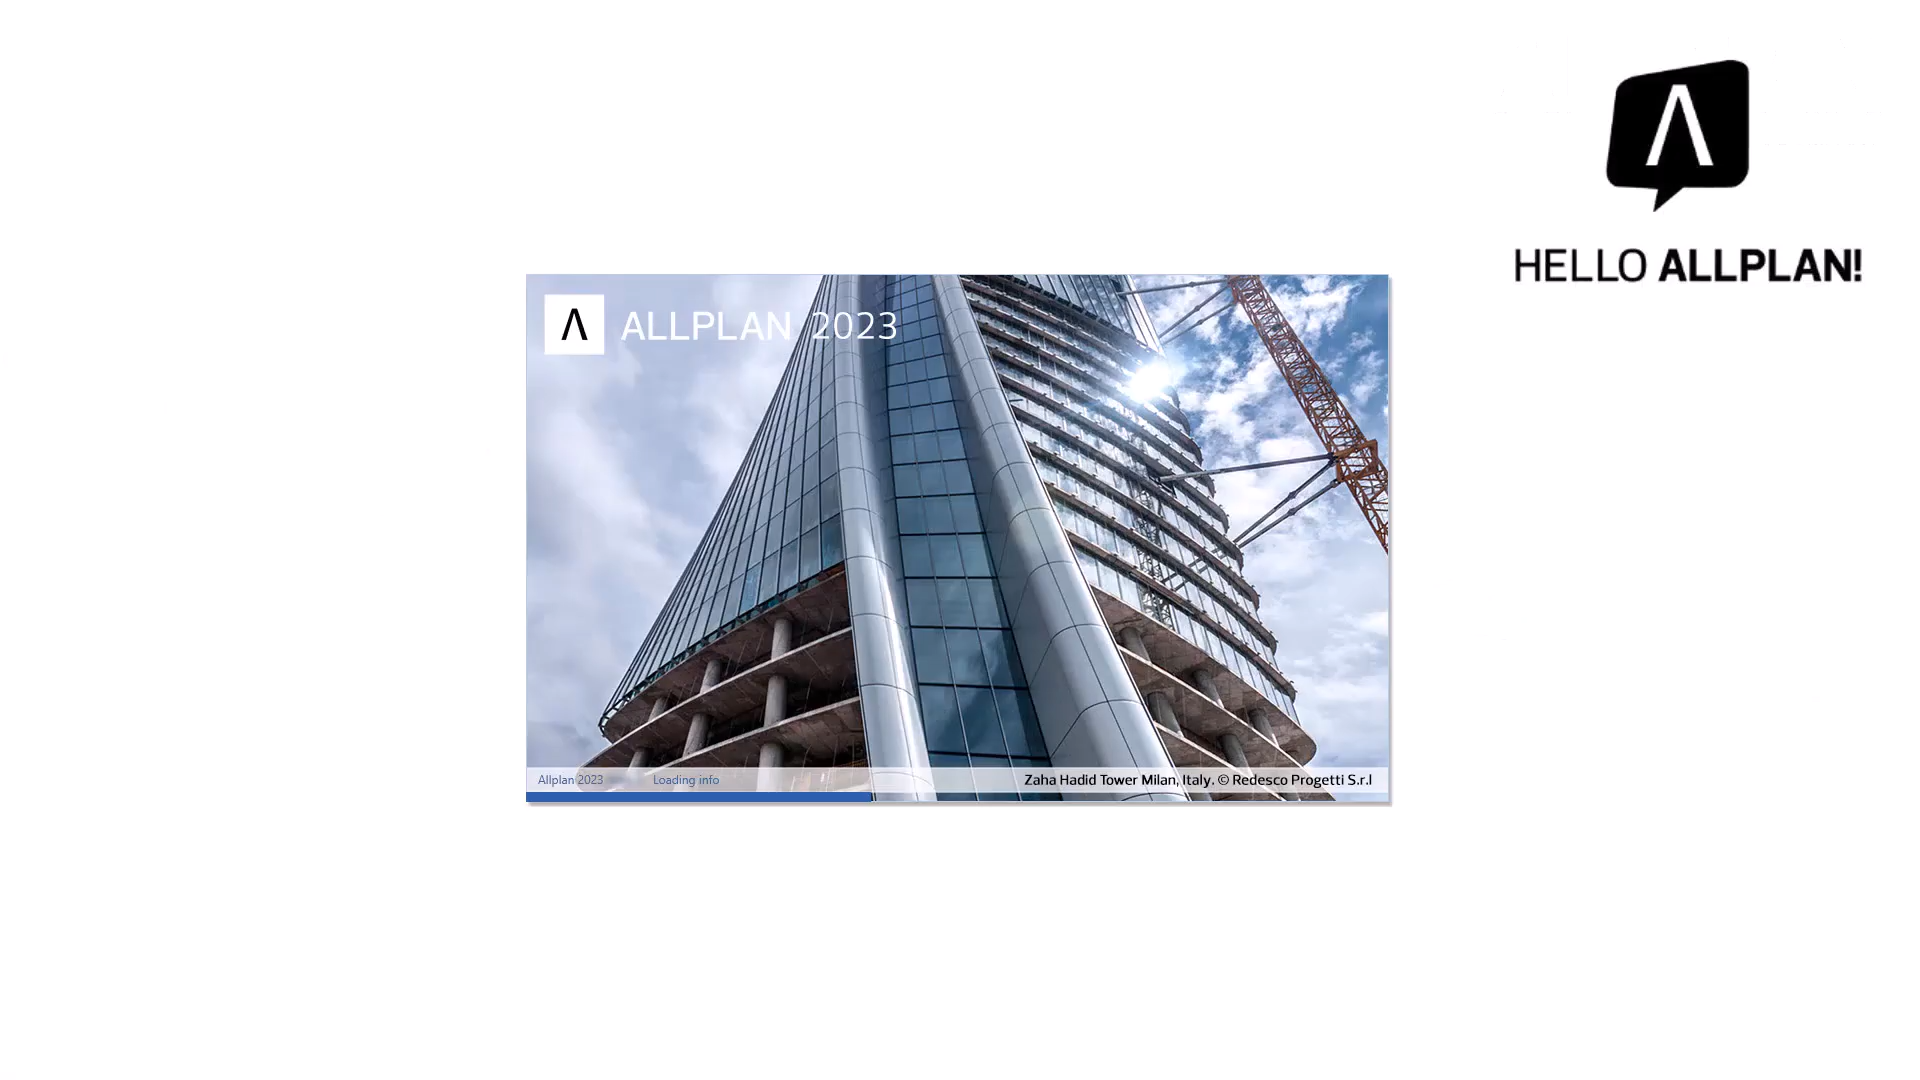 HELLO ALLPLAN!
ALLPLAN 2023
Allplan 2023 Loading info
Zaha Hadid Tower Milan, Italy. © Redesco Progetti S.r.l